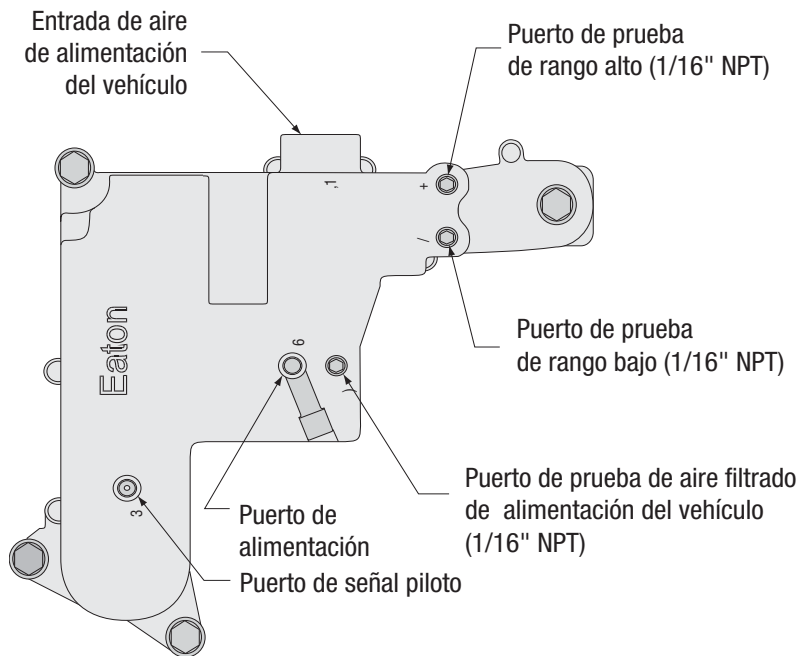 Entrada de aire
de alimentación
del vehículo
Puerto de prueba
de rango alto (1/16" NPT)
,1
+
/
Puerto de prueba
de rango bajo (1/16" NPT)
Eaton
6
)
3
Puerto de
alimentación
Puerto de señal piloto
Puerto de prueba de aire filtrado
de alimentación del vehículo
(1/16" NPT)